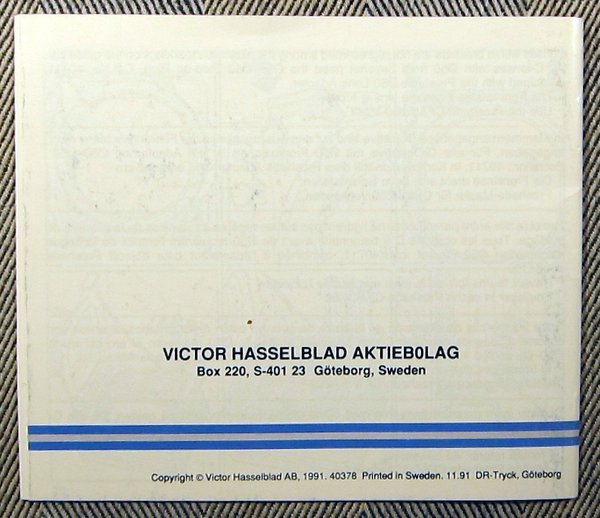 VICTOR HASSELBLAD AKTIEB0LAG
Box 220, S-401 23 Göteborg, Sweden
Copyright © Victor Hasselblad AB, 1991. 40378 Printed in Sweden. 11.91 DR-Tryck, Göteborg